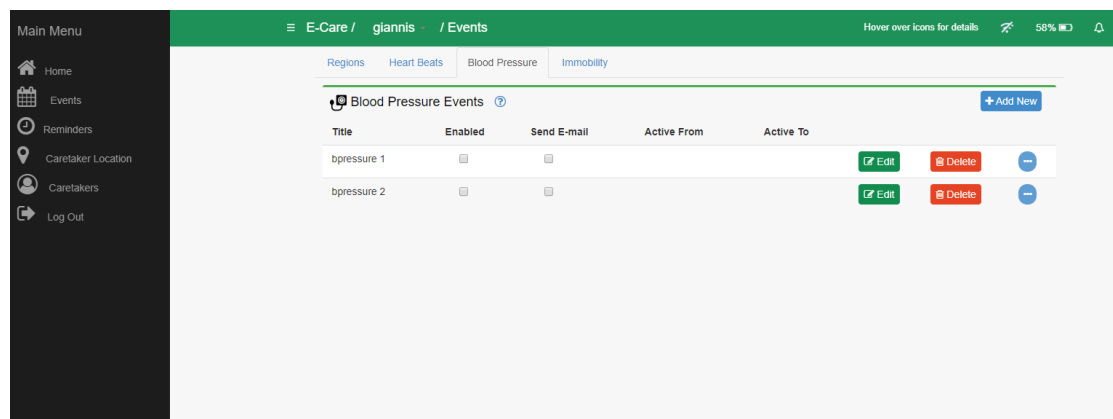 Main Menu
Home
Events
Reminders
Caretaker Location
Caretakers
Log Out
E-Care / giannis / Events
Hover over icons for details 58%
Regions Heart Beats Blood Pressure Immobility
Blood Pressure Events ?
+ Add New
Title Enabled Send E-mail Active From Active To
bpressure 1 Edit Delete
bpressure 2 Edit Delete